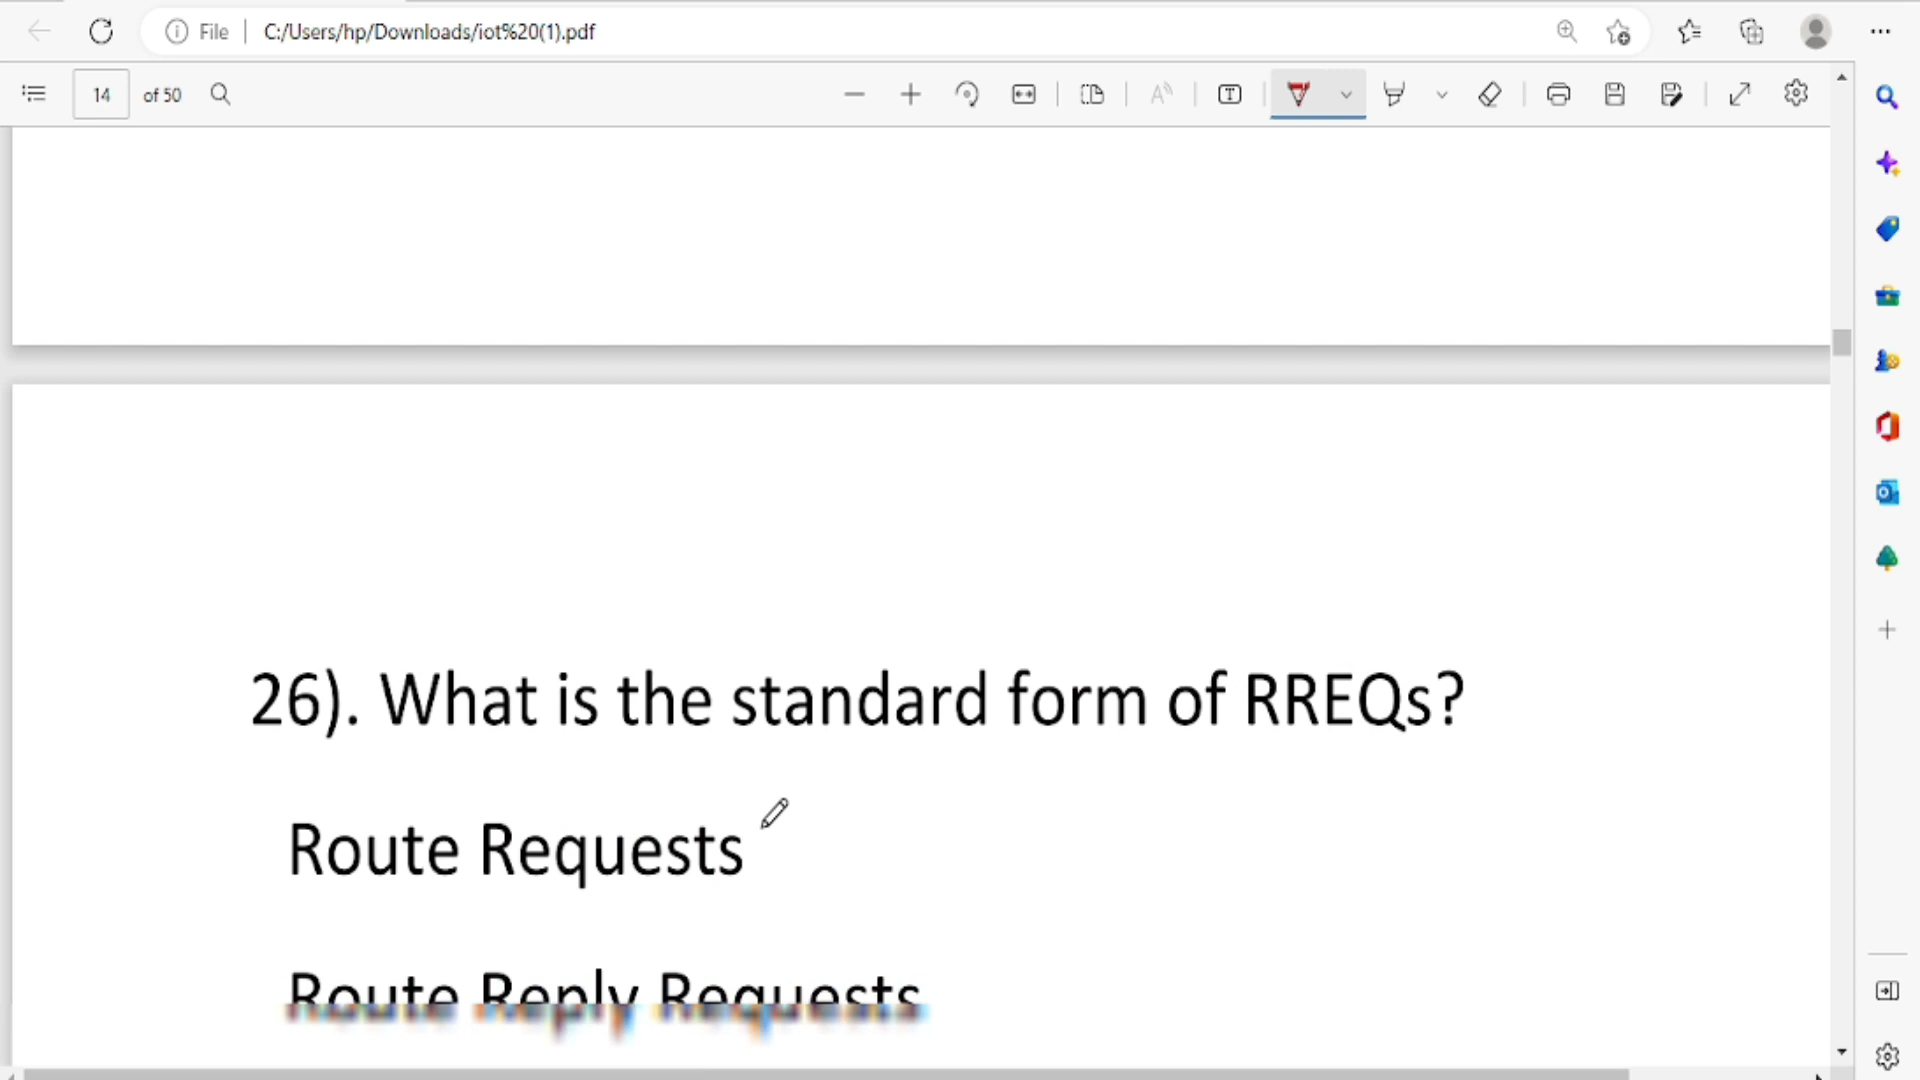 File
C:/Users/hp/Downloads/iot%20(1).pdf
14 of 50
26). What is the standard form of RREQs?
Route Requests
Route Reply Requests